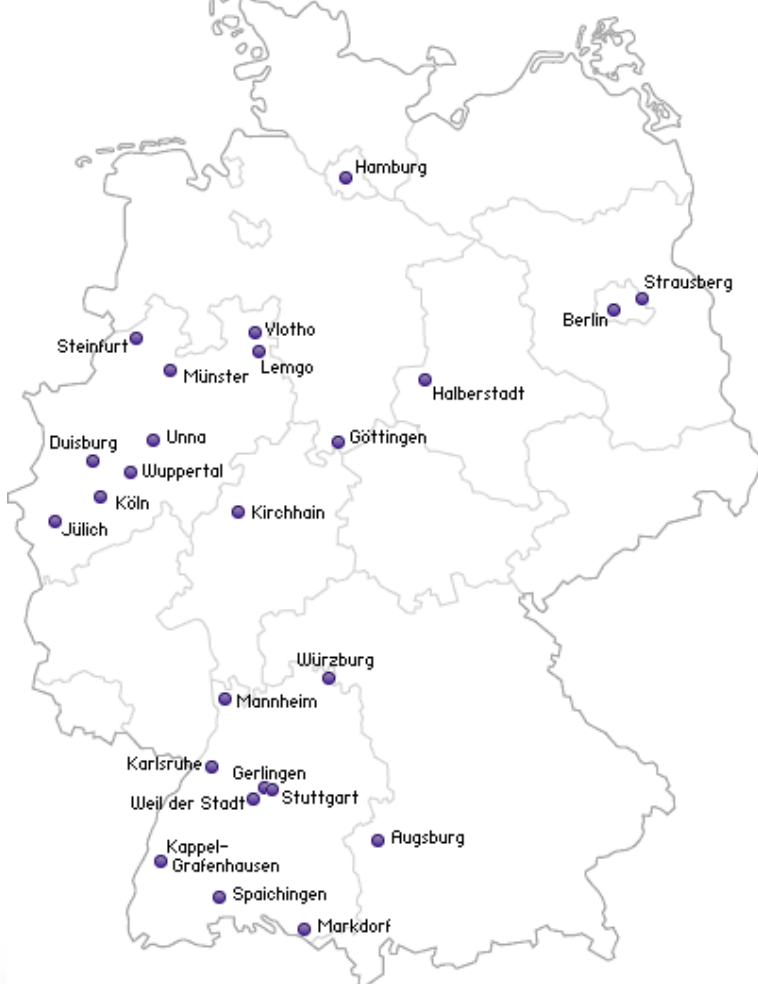 Hamburg
Strausberg
Berlin
Vlotho
Steinfurt
Lemgo
Münster
Halberstadt
Unna
Göttingen
Duisburg
Wuppertal
Köln
Kirchhain
Jülich
Würzburg
Mannheim
Karlsruhe
Gerlingen
Stuttgart
Weil der Stadt
Augsburg
Kappel-
Grafenhausen
Spaichingen
Markdorf